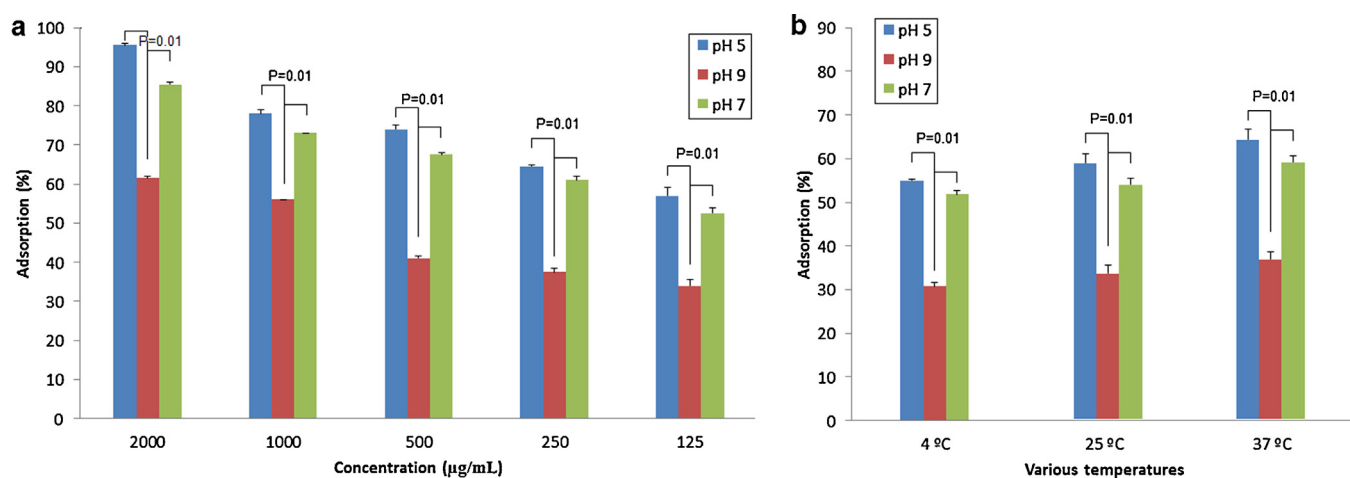 a
100
90
80
70
60
50
40
30
20
10
0
Adsorption (%)
P=0.01
P=0.01
P=0.01
P=0.01
P=0.01
pH 5
pH 9
pH 7
2000 1000 500 250 125
Concentration (µg/mL)
b
90
80
70
60
50
40
30
20
10
0
Adsorption (%)
pH 5
pH 9
pH 7
P=0.01
P=0.01
P=0.01
4 ºC 25 ºC 37 ºC
Various temperatures